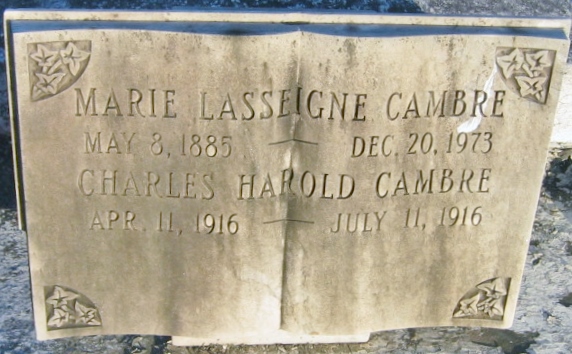 MARIE LASSEIGNE CAMBRE
MAY 8, 1885 — DEC. 20, 1973
CHARLES HAROLD CAMBRE
APR. 11, 1916 — JULY 11, 1916